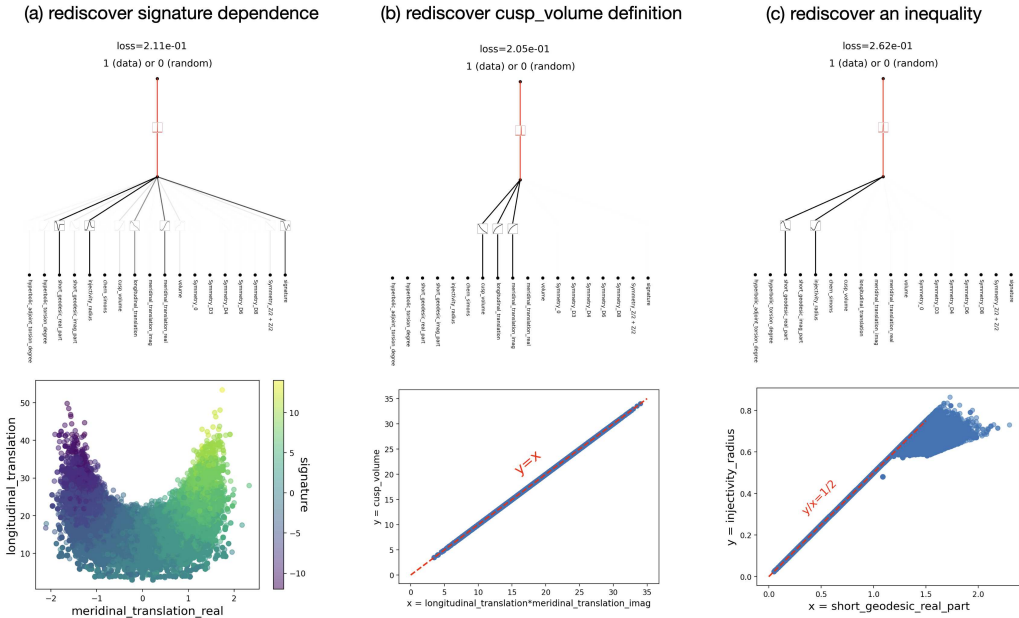 (a) rediscover signature dependence
loss=2.11e-01
1 (data) or 0 (random)
hyperbolic_adjoint_torsion_degree
hyperbolic_torsion_degree
short_geodesic_real_part
short_geodesic_imag_part
injectivity_radius
chern_simons
cusp_volume
longitudinal_translation
meridinal_translation_imag
meridinal_translation_real
volume
Symmetry_0
Symmetry_D3
Symmetry_D4
Symmetry_D6
Symmetry_D8
Symmetry_Z/2 + Z/2
signature
longitudinal_translation
50
40
30
20
10
−2
−1
0
1
2
meridinal_translation_real
10
5
0
−5
−10
signature
(b) rediscover cusp_volume definition
loss=2.05e-01
1 (data) or 0 (random)
hyperbolic_adjoint_torsion_degree
hyperbolic_torsion_degree
short_geodesic_real_part
short_geodesic_imag_part
injectivity_radius
chern_simons
cusp_volume
longitudinal_translation
meridinal_translation_imag
meridinal_translation_real
volume
Symmetry_0
Symmetry_D3
Symmetry_D4
Symmetry_D6
Symmetry_D8
Symmetry_Z/2 + Z/2
signature
y = cusp_volume
35
30
25
20
15
10
5
0
y=x
0
5
10
15
20
25
30
35
x = longitudinal_translation*meridinal_translation_imag
(c) rediscover an inequality
loss=2.62e-01
1 (data) or 0 (random)
hyperbolic_adjoint_torsion_degree
hyperbolic_torsion_degree
short_geodesic_real_part
short_geodesic_imag_part
injectivity_radius
chern_simons
cusp_volume
longitudinal_translation
meridinal_translation_imag
meridinal_translation_real
volume
Symmetry_0
Symmetry_D3
Symmetry_D4
Symmetry_D6
Symmetry_D8
Symmetry_Z/2 + Z/2
signature
y = injectivity_radius
0.8
0.6
0.4
0.2
0.0
y/x=1/2
0.0
0.5
1.0
1.5
2.0
x = short_geodesic_real_part